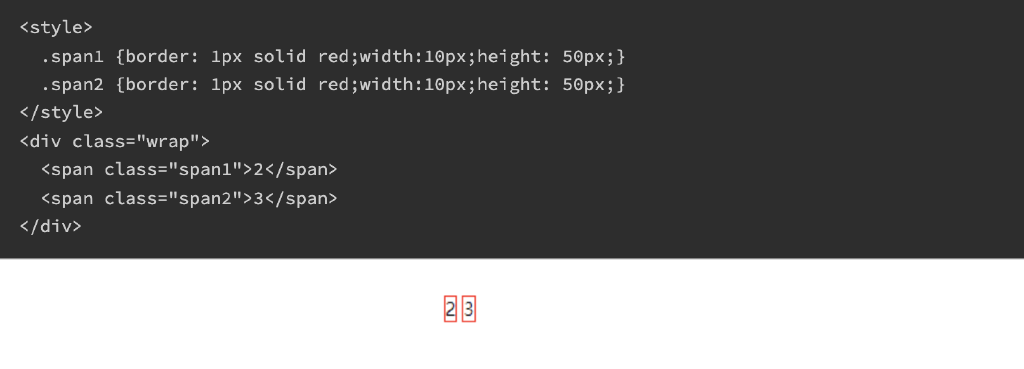 <style>
  .span1 {border: 1px solid red;width:10px;height: 50px;}
  .span2 {border: 1px solid red;width:10px;height: 50px;}
</style>
<div class="wrap">
  <span class="span1">2</span>
  <span class="span2">3</span>
</div>
2 3